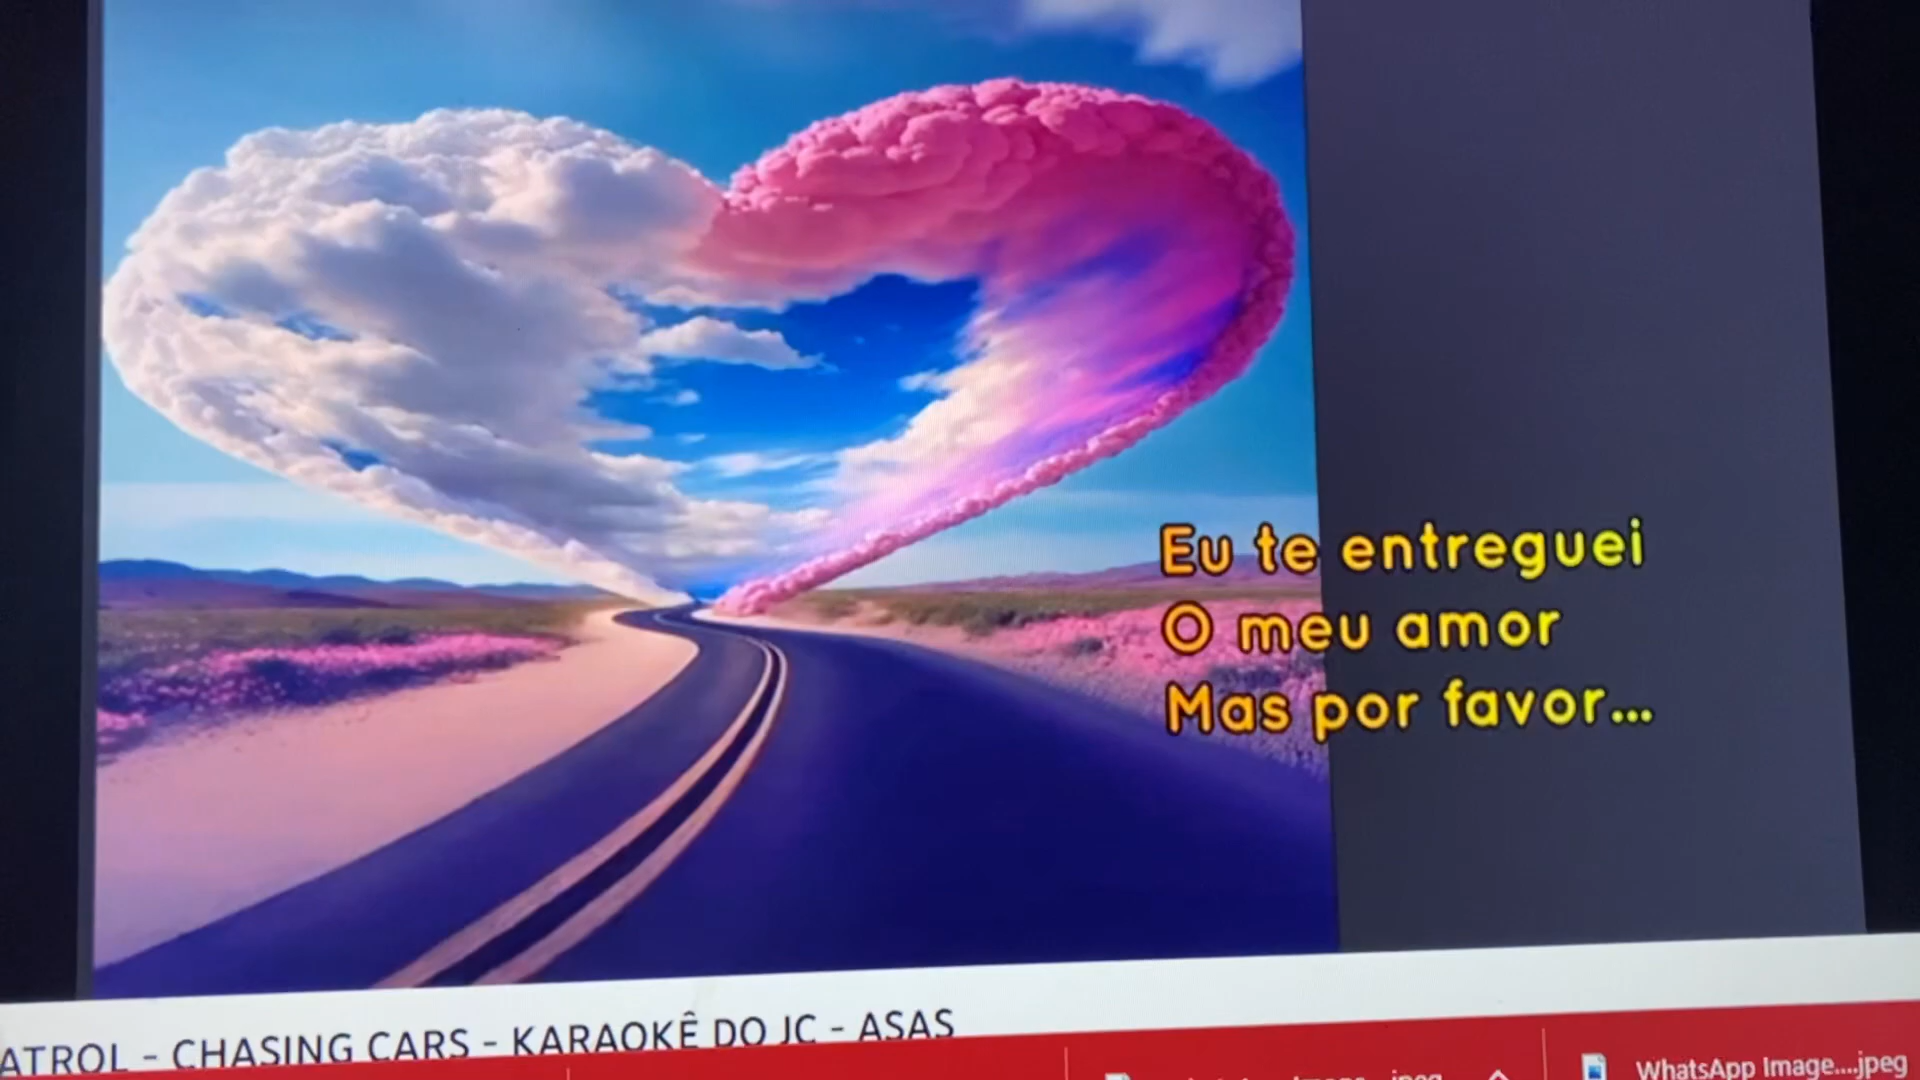 Eu te entreguei
O meu amor
Mas por favor...
ATROL - CHASING CARS - KARAOKÊ DO JC - ASAS
WhatsApp Image....jpeg